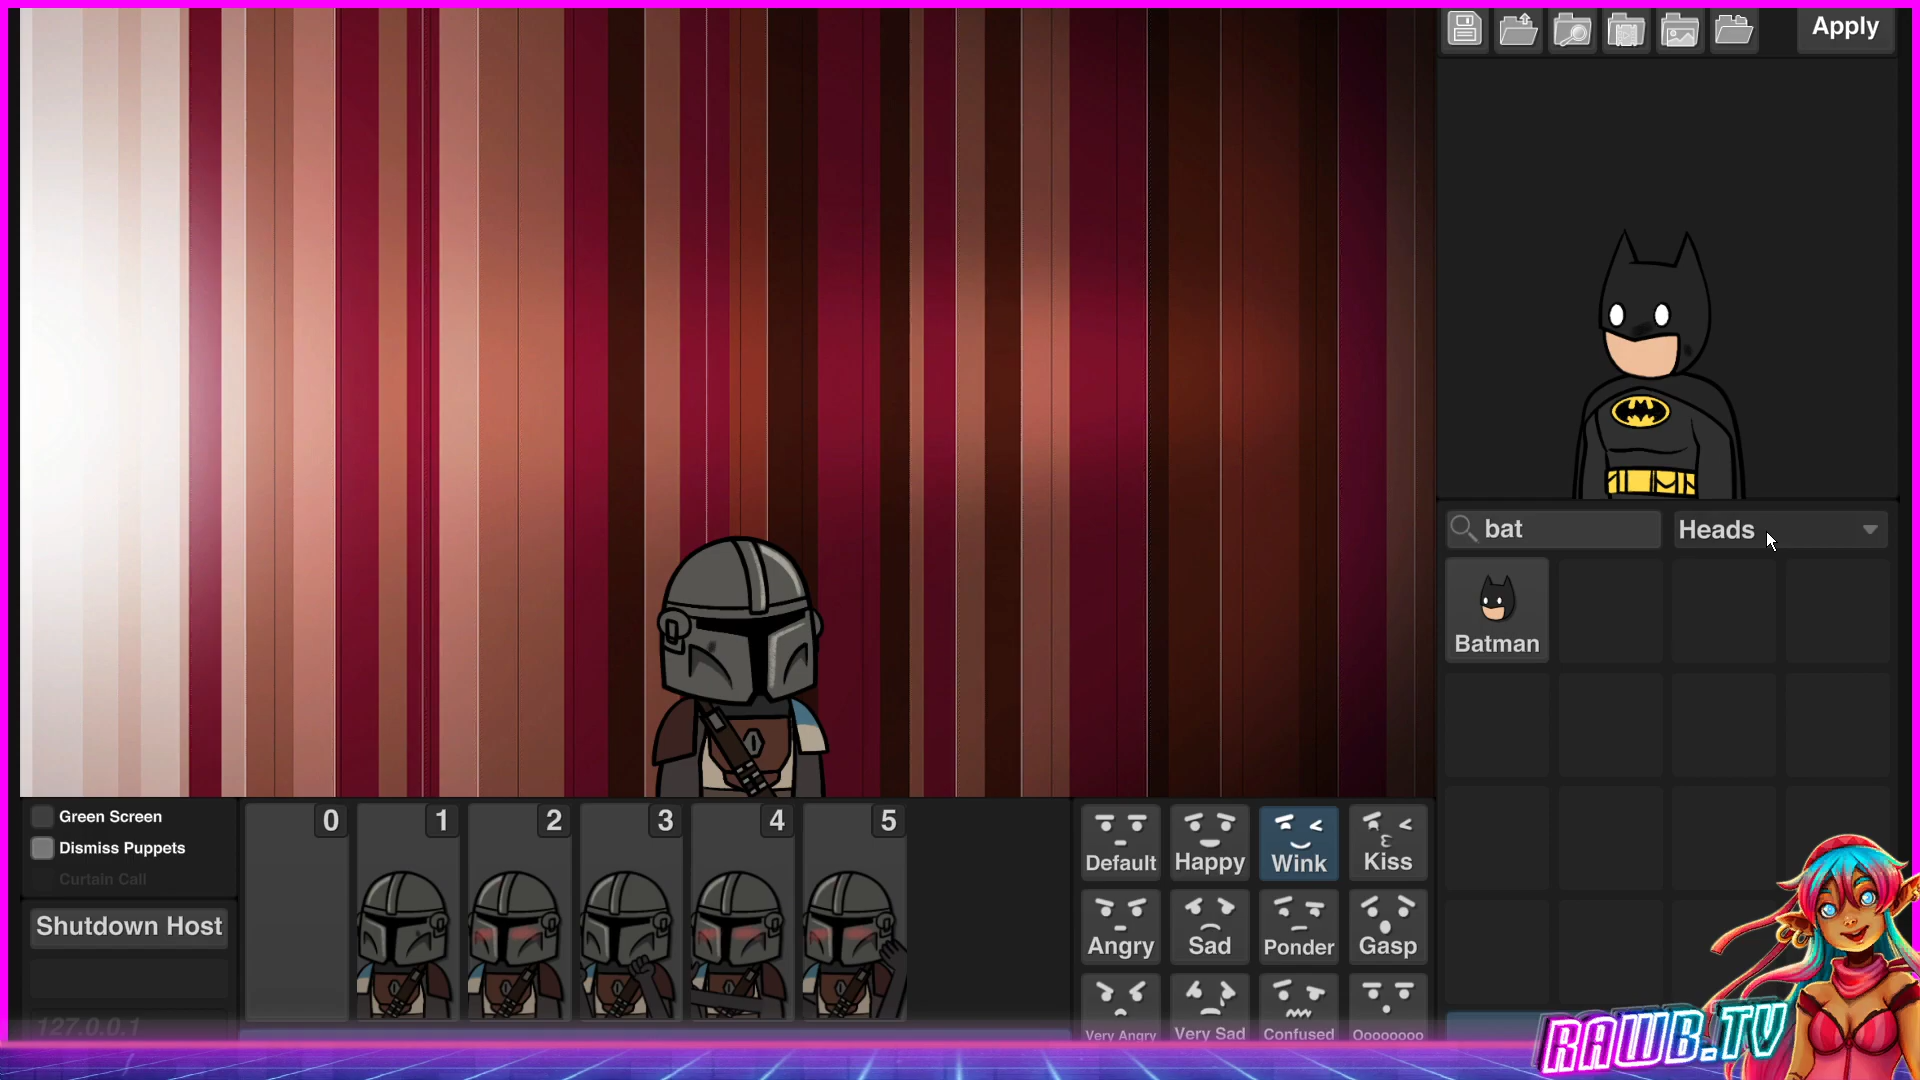 Apply
bat
Heads
Batman
Green Screen
Dismiss Puppets
Curtain Call
Shutdown Host
127.0.0.1
0 1 2 3 4 5
Default Happy Wink Kiss
Angry Sad Ponder Gasp
Very Angry Very Sad Confused Oooooooo
RAWB.TV